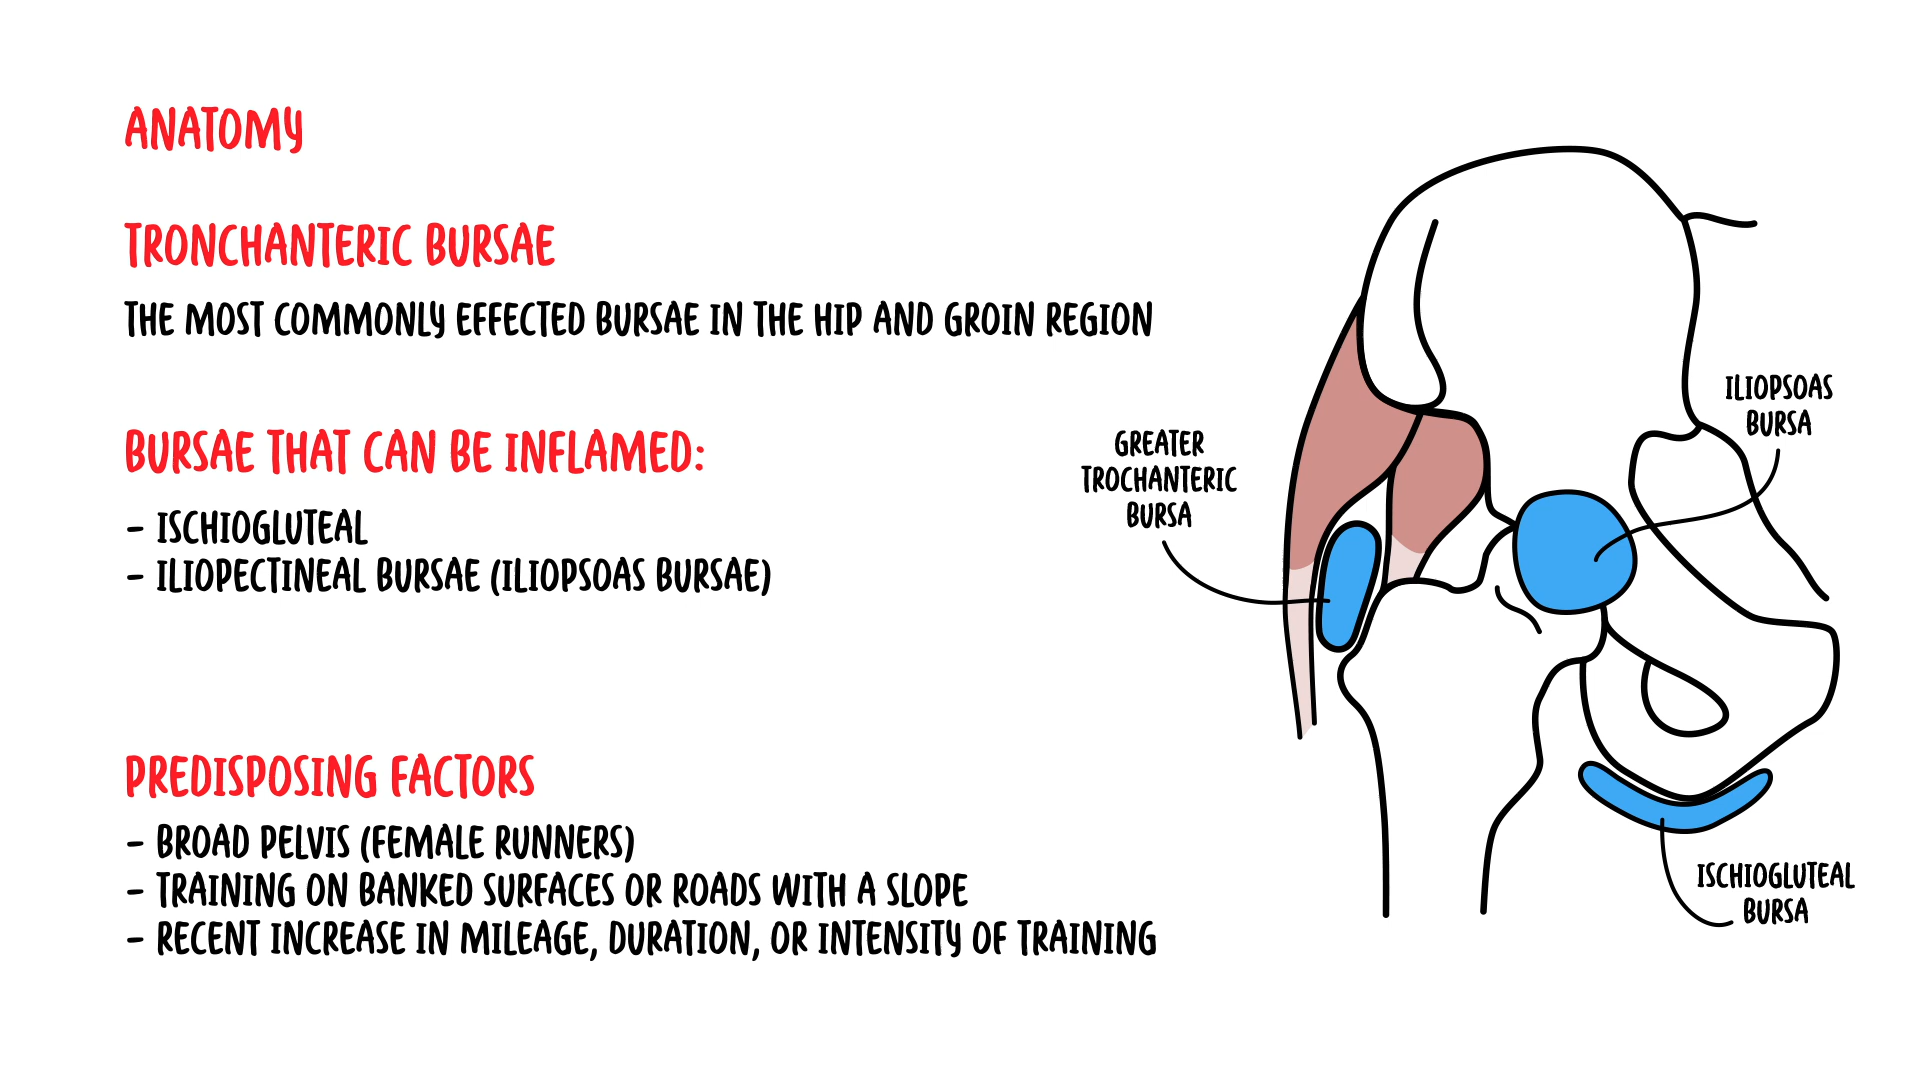 ANATOMY
TRONCHANTERIC BURSAE
THE MOST COMMONLY EFFECTED BURSAE IN THE HIP AND GROIN REGION
BURSAE THAT CAN BE INFLAMED:
- ISCHIOGLUTEAL
- ILIOPECTINEAL BURSAE (ILIOPSOAS BURSAE)
PREDISPOSING FACTORS
- BROAD PELVIS (FEMALE RUNNERS)
- TRAINING ON BANKED SURFACES OR ROADS WITH A SLOPE
- RECENT INCREASE IN MILEAGE, DURATION, OR INTENSITY OF TRAINING
GREATER
TROCHANTERIC
BURSA
ILIOPSOAS
BURSA
ISCHIOGLUTEAL
BURSA